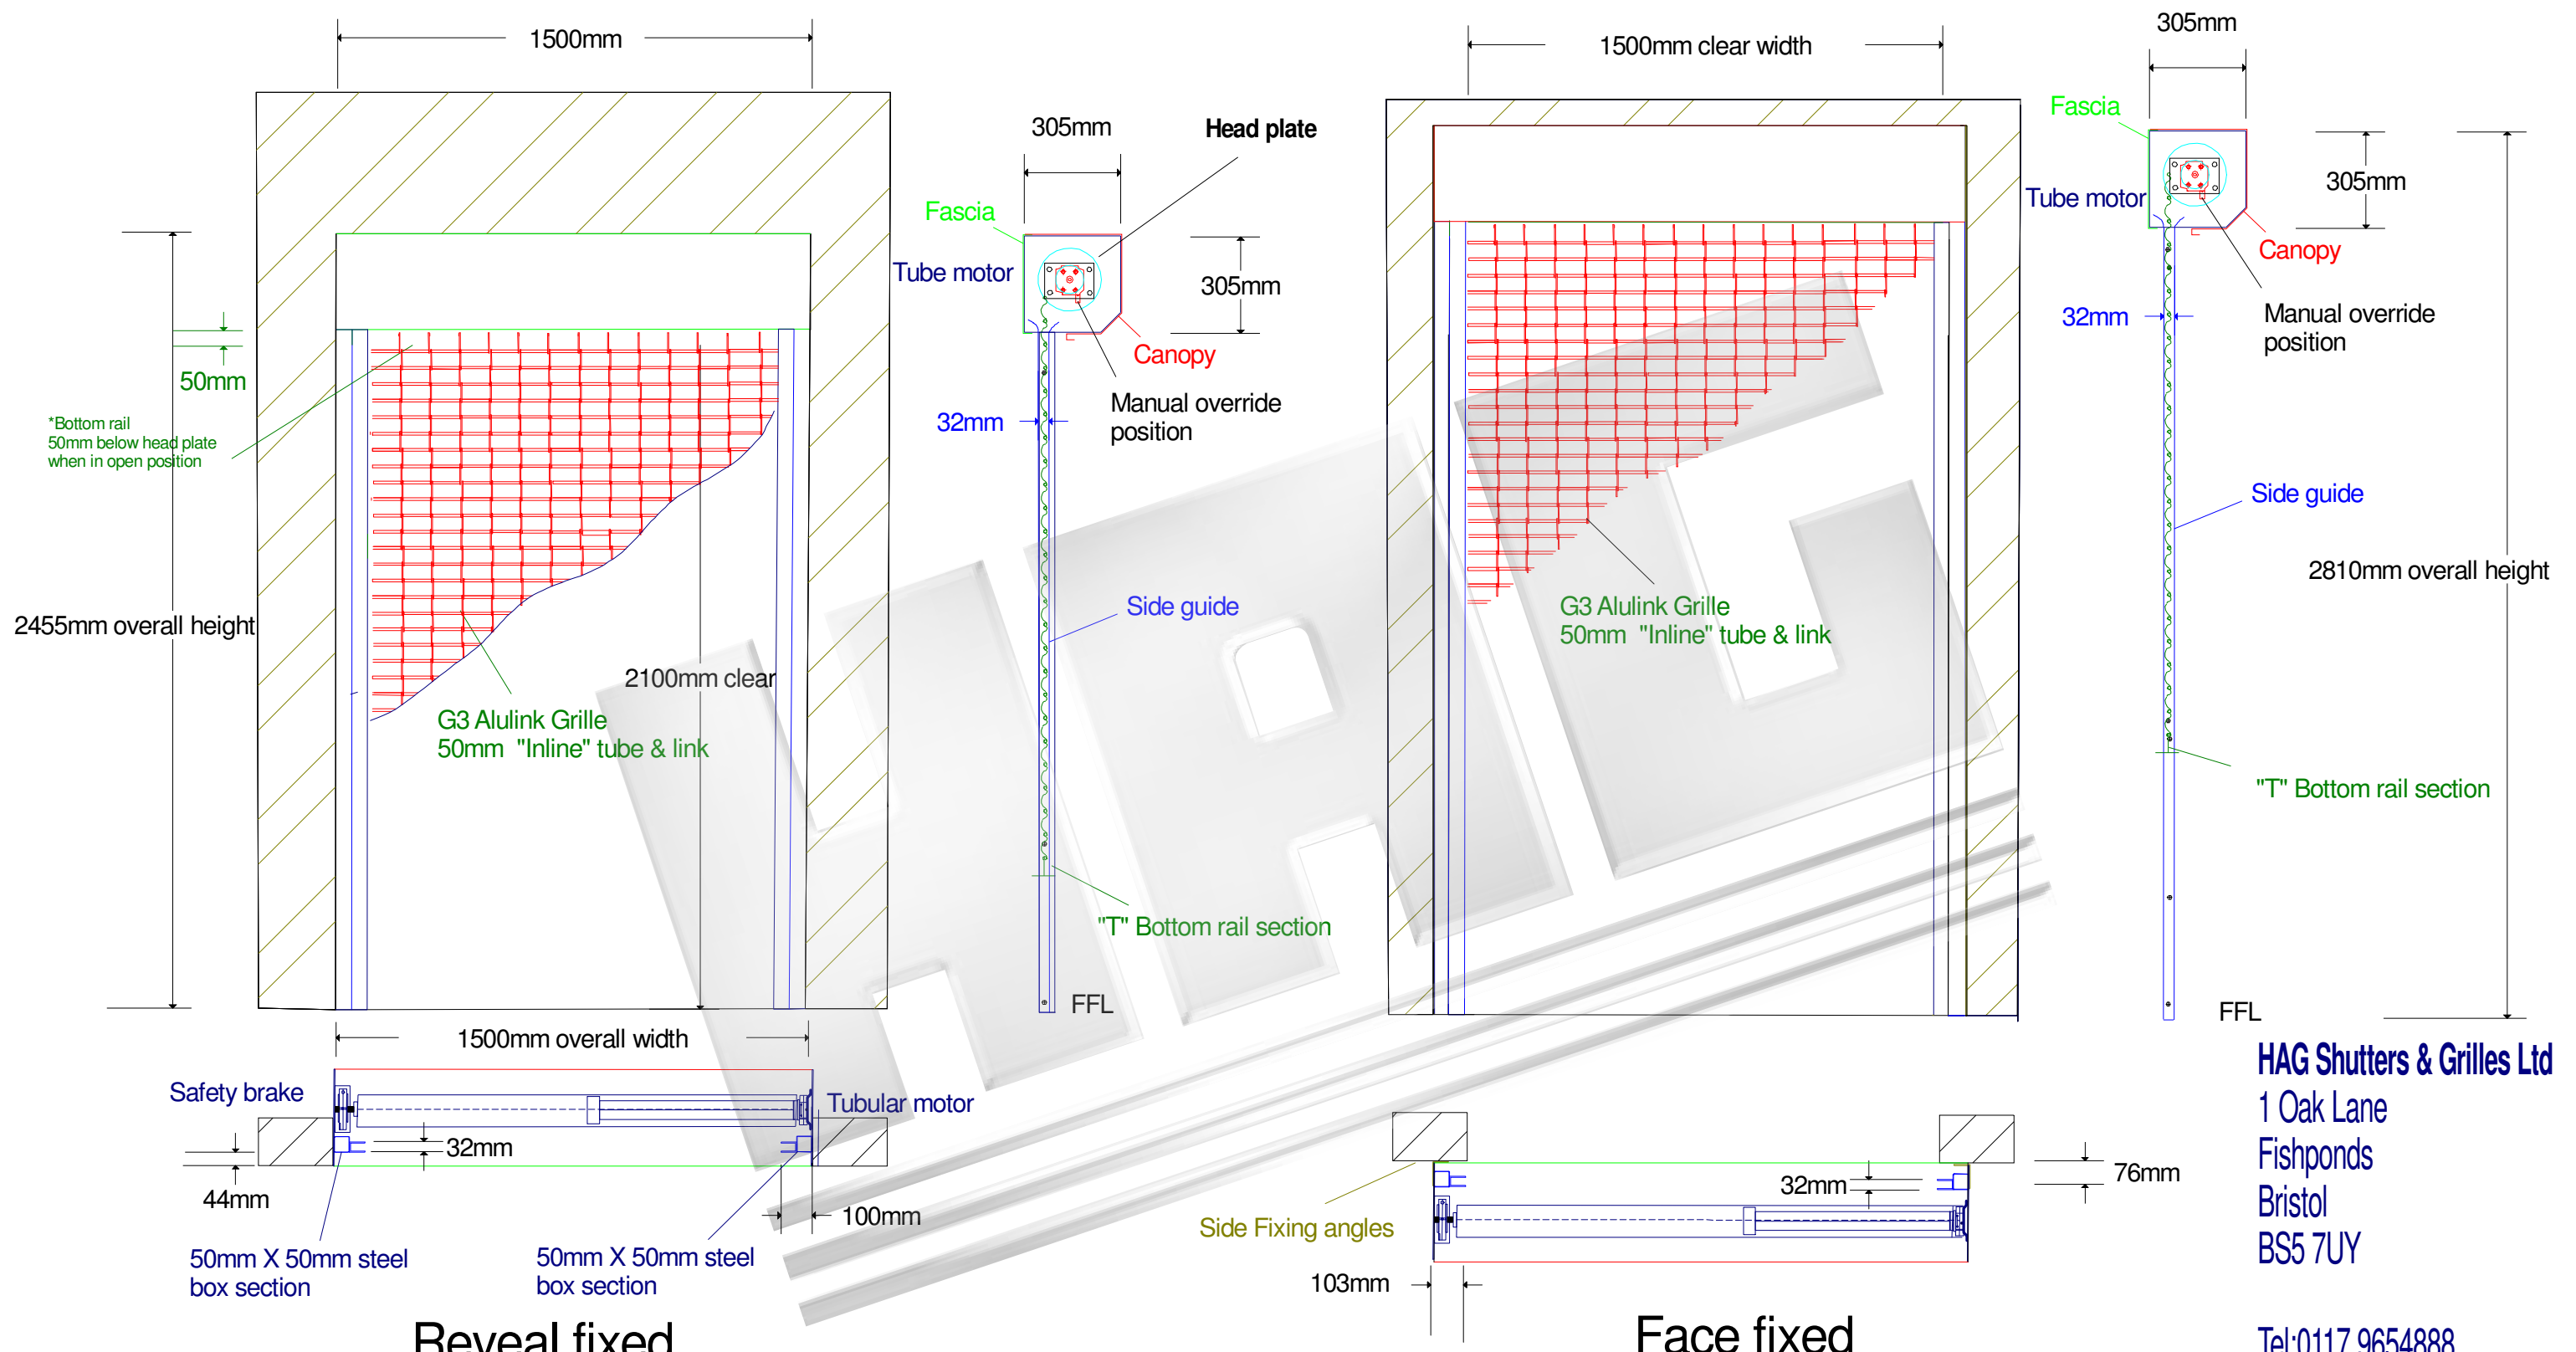 1500mm
305mm
Head plate
Fascia
Tube motor
305mm
Canopy
Manual override
position
32mm
50mm
*Bottom rail
50mm below head plate
when in open position
2455mm overall height
2100mm clear
G3 Alulink Grille
50mm "Inline" tube & link
Side guide
"T" Bottom rail section
FFL
1500mm overall width
Safety brake
Tubular motor
32mm
44mm
100mm
50mm X 50mm steel
box section
50mm X 50mm steel
box section
Reveal fixed
1500mm clear width
305mm
Fascia
Tube motor
305mm
Canopy
32mm
Manual override
position
Side guide
2810mm overall height
G3 Alulink Grille
50mm "Inline" tube & link
"T" Bottom rail section
FFL
32mm
76mm
Side Fixing angles
103mm
Face fixed
HAG Shutters & Grilles Ltd
1 Oak Lane
Fishponds
Bristol
BS5 7UY
Tel:0117 9654888
HAG